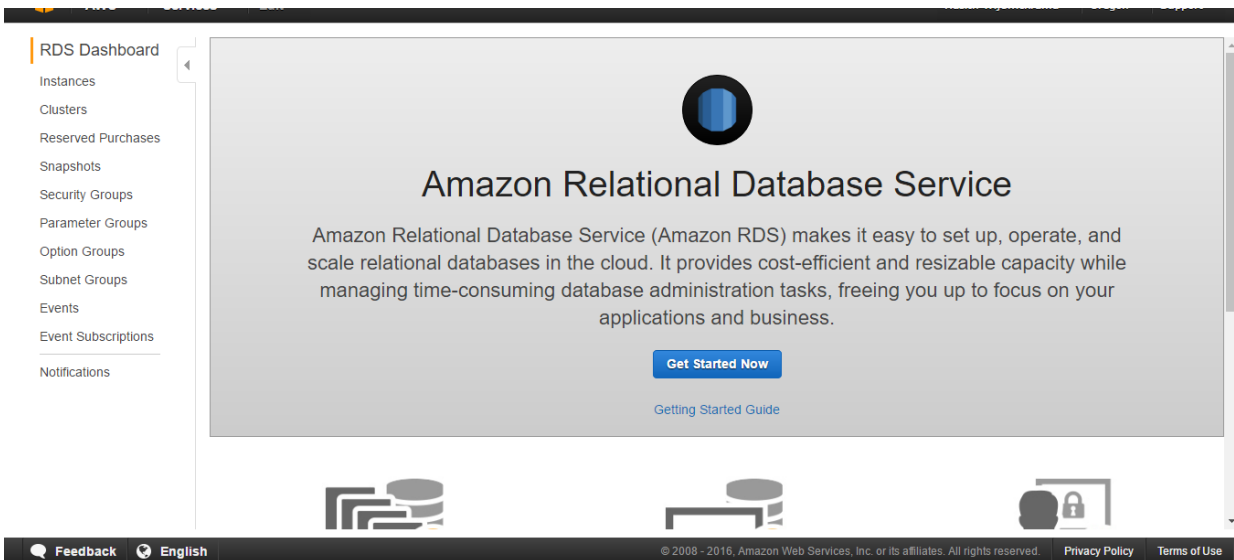 RDS Dashboard
Instances
Clusters
Reserved Purchases
Snapshots
Security Groups
Parameter Groups
Option Groups
Subnet Groups
Events
Event Subscriptions
Notifications
Amazon Relational Database Service
Amazon Relational Database Service (Amazon RDS) makes it easy to set up, operate, and
scale relational databases in the cloud. It provides cost-efficient and resizable capacity while
managing time-consuming database administration tasks, freeing you up to focus on your
applications and business.
Get Started Now
Getting Started Guide
Feedback English © 2008 - 2016, Amazon Web Services, Inc. or its affiliates. All rights reserved. Privacy Policy Terms of Use